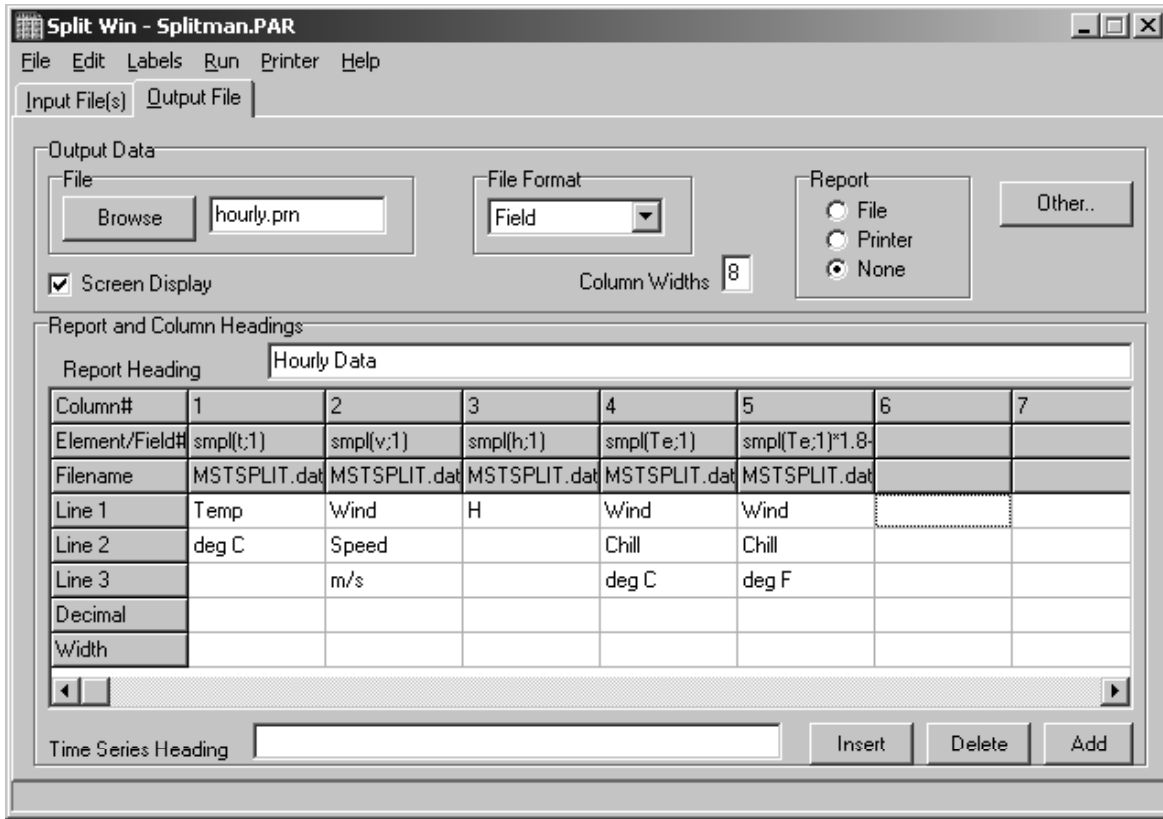 Split Win - Splitman.PAR
File Edit Labels Run Printer Help
Input File(s) Output File
Output Data
File
Browse hourly.prn
File Format
Field
Report
File
Printer
None
Other..
Screen Display
Column Widths 8
Report and Column Headings
Report Heading Hourly Data
Column# 1 2 3 4 5 6 7
Element/Field# smpl(t;1) smpl(v;1) smpl(h;1) smpl(Te;1) smpl(Te;1)*1.8-
Filename MSTSPLIT.dat MSTSPLIT.dat MSTSPLIT.dat MSTSPLIT.dat MSTSPLIT.dat
Line 1 Temp Wind H Wind Wind
Line 2 deg C Speed Chill Chill
Line 3 m/s deg C deg F
Decimal
Width
Time Series Heading Insert Delete Add